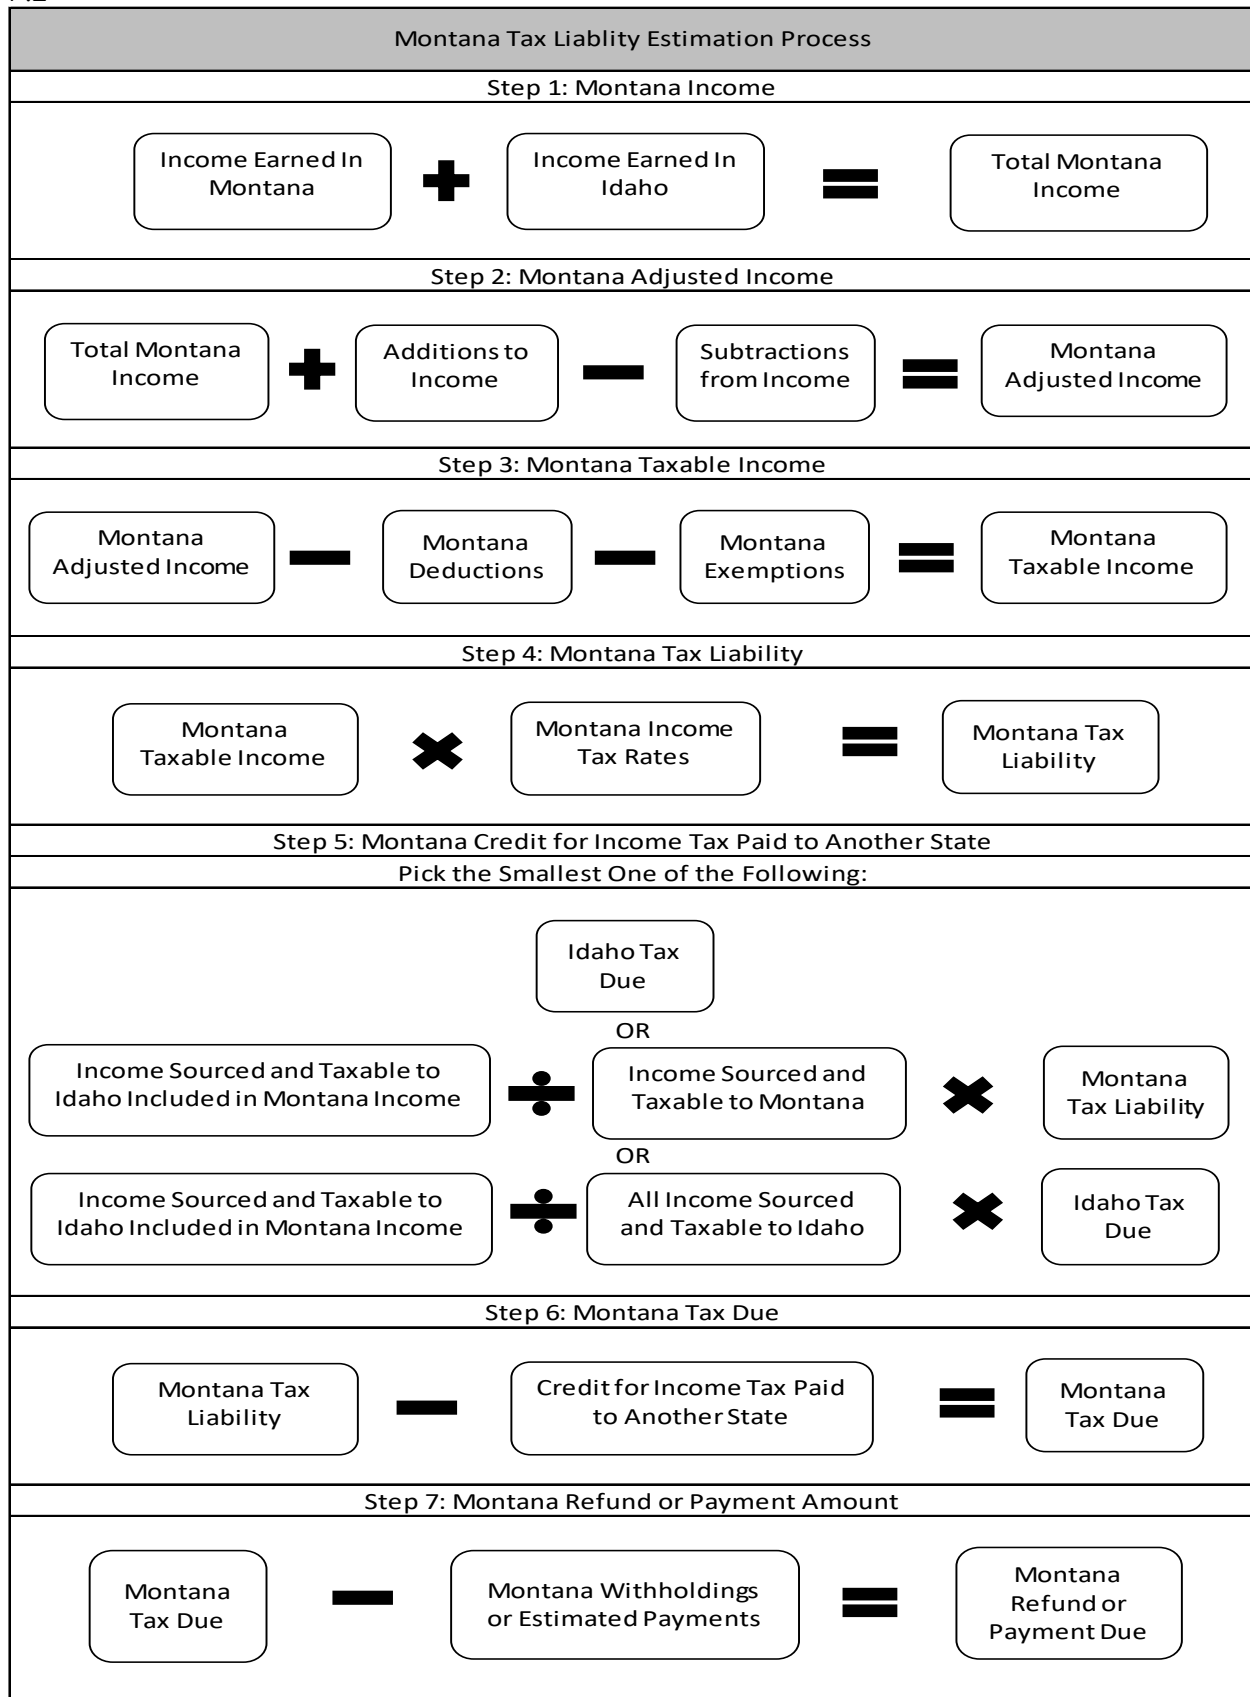 Montana Tax Liablity Estimation Process
Step 1: Montana Income
Income Earned In
Montana
Income Earned In
Idaho
Total Montana
Income
Step 2: Montana Adjusted Income
Total Montana
Income
Additions to
Income
Subtractions
from Income
Montana
Adjusted Income
Step 3: Montana Taxable Income
Montana
Adjusted Income
Montana
Deductions
Montana
Exemptions
Montana
Taxable Income
Step 4: Montana Tax Liability
Montana
Taxable Income
Montana Income
Tax Rates
Montana Tax
Liability
Step 5: Montana Credit for Income Tax Paid to Another State
Pick the Smallest One of the Following:
Idaho Tax
Due
OR
Income Sourced and Taxable to
Idaho Included in Montana Income
Income Sourced and
Taxable to Montana
Montana
Tax Liability
OR
Income Sourced and Taxable to
Idaho Included in Montana Income
All Income Sourced
and Taxable to Idaho
Idaho Tax
Due
Step 6: Montana Tax Due
Montana Tax
Liability
Credit for Income Tax Paid
to Another State
Montana
Tax Due
Step 7: Montana Refund or Payment Amount
Montana
Tax Due
Montana Withholdings
or Estimated Payments
Montana
Refund or
Payment Due